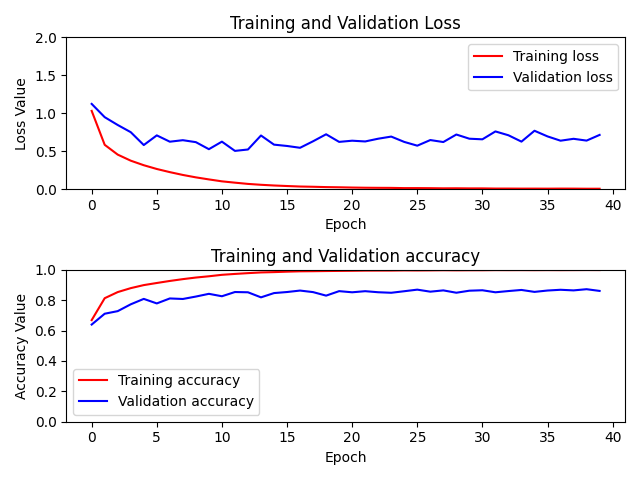 Training and Validation Loss
2.0
1.5
1.0
0.5
0.0
Loss Value
Training loss
Validation loss
0 5 10 15 20 25 30 35 40
Epoch
Training and Validation accuracy
1.0
0.8
0.6
0.4
0.2
0.0
Accuracy Value
Training accuracy
Validation accuracy
0 5 10 15 20 25 30 35 40
Epoch